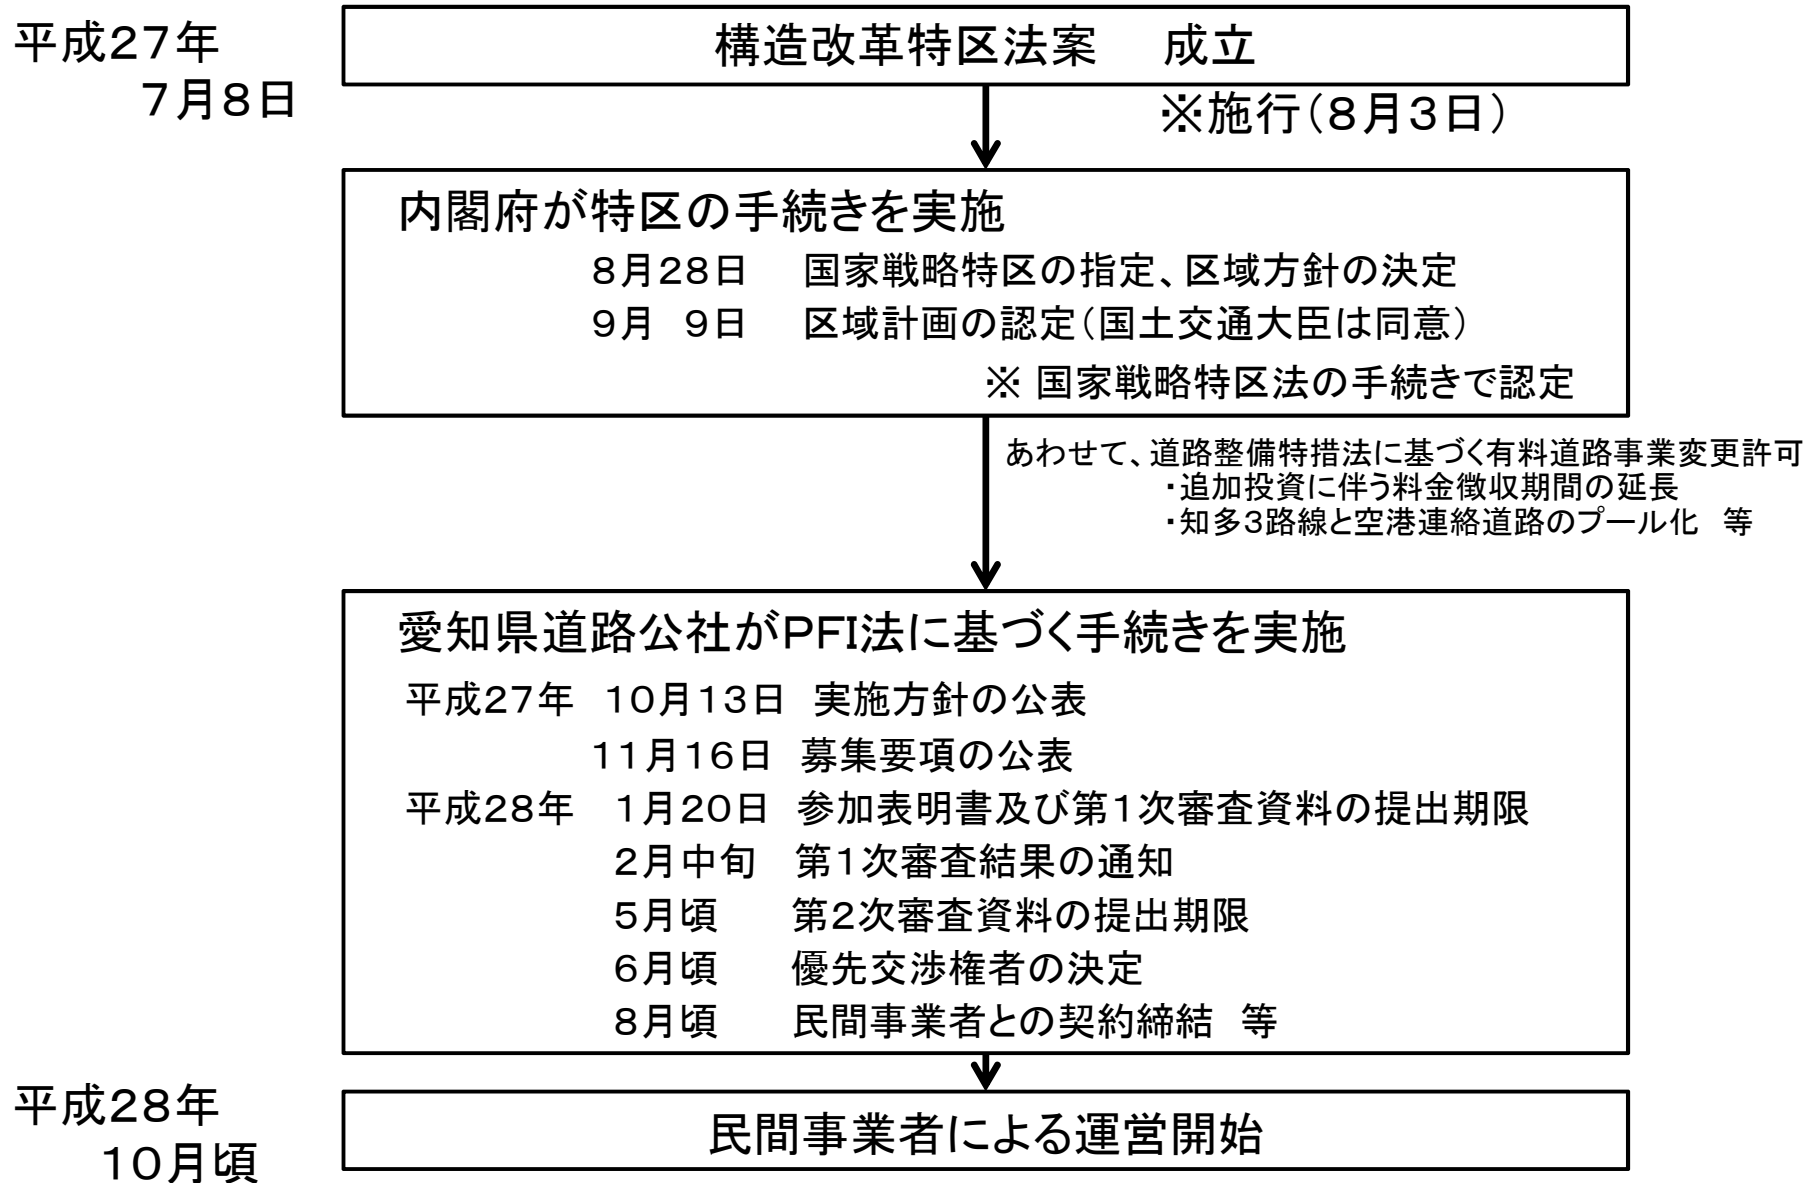 平成27年
7月8日
構造改革特区法案　成立
※施行（8月3日）
内閣府が特区の手続きを実施
8月28日　国家戦略特区の指定、区域方針の決定
9月　9日　区域計画の認定（国土交通大臣は同意）
※ 国家戦略特区法の手続きで認定
あわせて、道路整備特措法に基づく有料道路事業変更許可
・追加投資に伴う料金徴収期間の延長
・知多3路線と空港連絡道路のプール化　等
愛知県道路公社がPFI法に基づく手続きを実施
平成27年　10月13日　実施方針の公表
11月16日　募集要項の公表
平成28年　1月20日　参加表明書及び第1次審査資料の提出期限
2月中旬　第1次審査結果の通知
5月頃　第2次審査資料の提出期限
6月頃　優先交渉権者の決定
8月頃　民間事業者との契約締結　等
平成28年
10月頃
民間事業者による運営開始